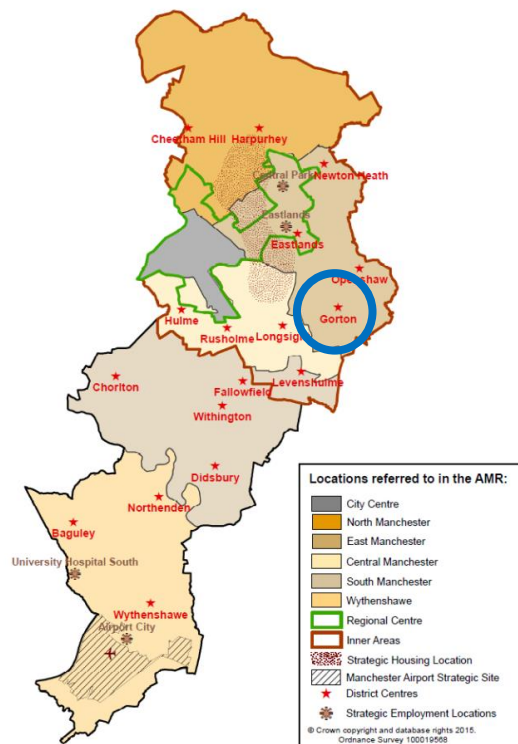 Cheetham Hill
Harpurhey
Newton Heath
Central Park
Eastlands
Eastlands
Openshaw
Gorton
Hulme
Rusholme
Longsight
Levenshulme
Chorlton
Fallowfield
Withington
Didsbury
Northenden
Baguley
University Hospital South
Wythenshawe
Airport City
Locations referred to in the AMR:
City Centre
North Manchester
East Manchester
Central Manchester
South Manchester
Wythenshawe
Regional Centre
Inner Areas
Strategic Housing Location
Manchester Airport Strategic Site
District Centres
Strategic Employment Locations
© Crown copyright and database rights 2015.
Ordnance Survey 100019568